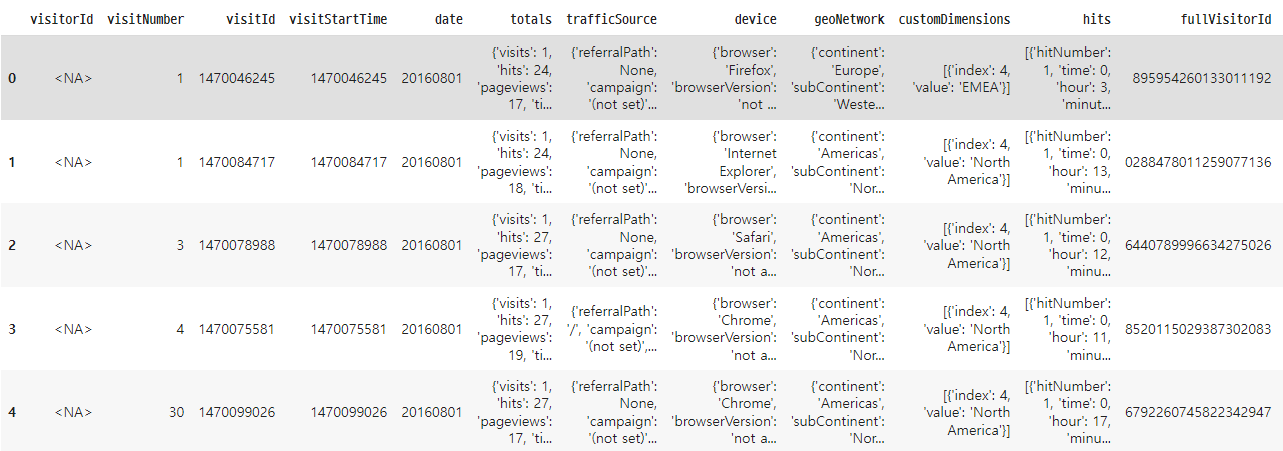 visitorId visitNumber visitId visitStartTime date totals trafficSource device geoNetwork customDimensions hits fullVisitorId
0 <NA> 1 1470046245 1470046245 20160801
{'visits': 1,
'hits': 24,
'pageviews':
17, 'ti...
{'referralPath':
None,
'campaign':
'(not set)'...
{'browser':
'Firefox',
'browserVersion':
'not ...
{'continent':
'Europe',
'subContinent':
'Weste...
[{'index': 4,
'value': 'EMEA'}]
[{'hitNumber':
1, 'time': 0,
'hour': 3,
'minut...
895954260133011192
1 <NA> 1 1470084717 1470084717 20160801
{'visits': 1,
'hits': 24,
'pageviews':
18, 'ti...
{'referralPath':
None,
'campaign':
'(not set)'...
{'browser':
'Internet
Explorer',
'browserVersi...
{'continent':
'Americas',
'subContinent':
'Nor...
[{'index': 4,
'value': 'North
America'}]
[{'hitNumber':
1, 'time': 0,
'hour': 13,
'minu...
0288478011259077136
2 <NA> 3 1470078988 1470078988 20160801
{'visits': 1,
'hits': 27,
'pageviews':
17, 'ti...
{'referralPath':
None,
'campaign':
'(not set)'...
{'browser':
'Safari',
'browserVersion':
'not a...
{'continent':
'Americas',
'subContinent':
'Nor...
[{'index': 4,
'value': 'North
America'}]
[{'hitNumber':
1, 'time': 0,
'hour': 12,
'minu...
6440789996634275026
3 <NA> 4 1470075581 1470075581 20160801
{'visits': 1,
'hits': 27,
'pageviews':
19, 'ti...
{'referralPath':
'/', 'campaign':
'(not set)',...
{'browser':
'Chrome',
'browserVersion':
'not a...
{'continent':
'Americas',
'subContinent':
'Nor...
[{'index': 4,
'value': 'North
America'}]
[{'hitNumber':
1, 'time': 0,
'hour': 11,
'minu...
8520115029387302083
4 <NA> 30 1470099026 1470099026 20160801
{'visits': 1,
'hits': 27,
'pageviews':
17, 'ti...
{'referralPath':
None,
'campaign':
'(not set)'...
{'browser':
'Chrome',
'browserVersion':
'not a...
{'continent':
'Americas',
'subContinent':
'Nor...
[{'index': 4,
'value': 'North
America'}]
[{'hitNumber':
1, 'time': 0,
'hour': 17,
'minu...
6792260745822342947